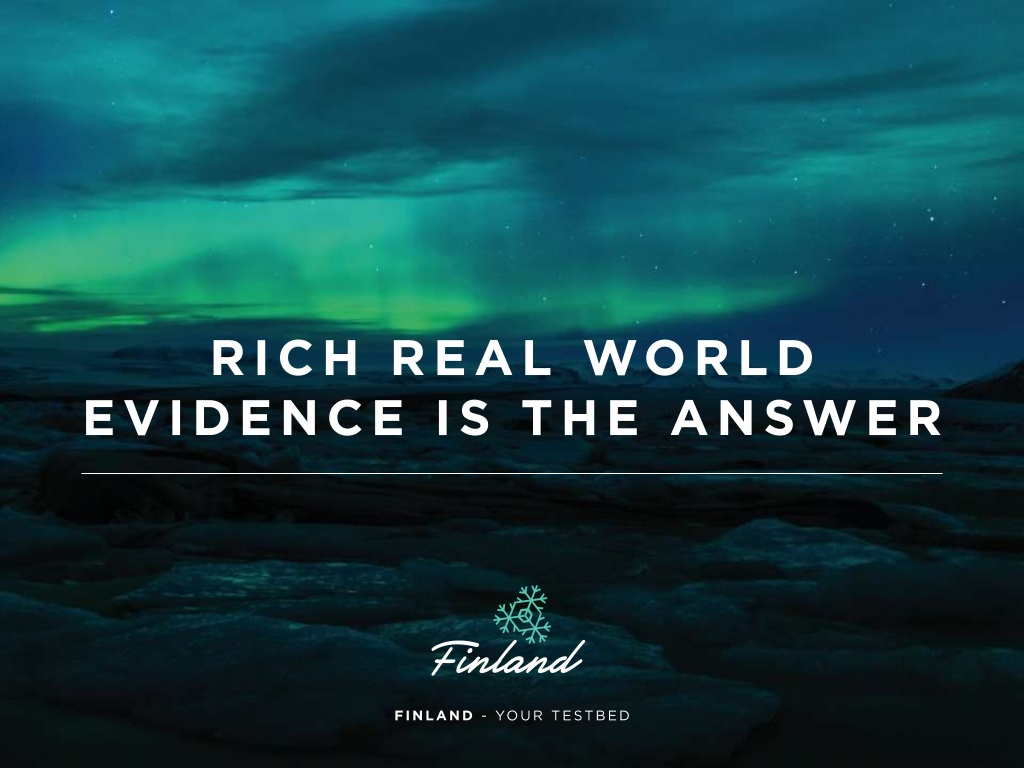 RICH REAL WORLD
EVIDENCE IS THE ANSWER
Finland
FINLAND - YOUR TESTBED